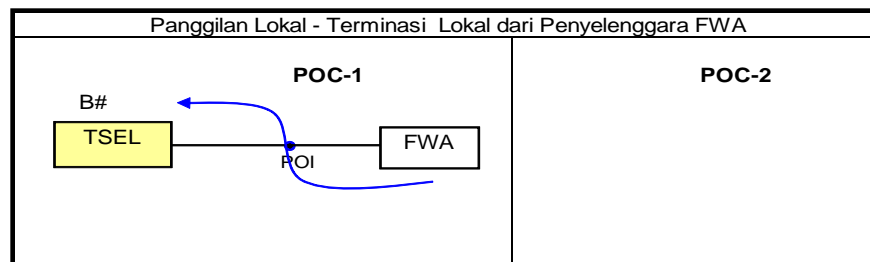 Panggilan Lokal - Terminasi Lokal dari Penyelenggara FWA
POC-1
POC-2
B#
TSEL
FWA
POI